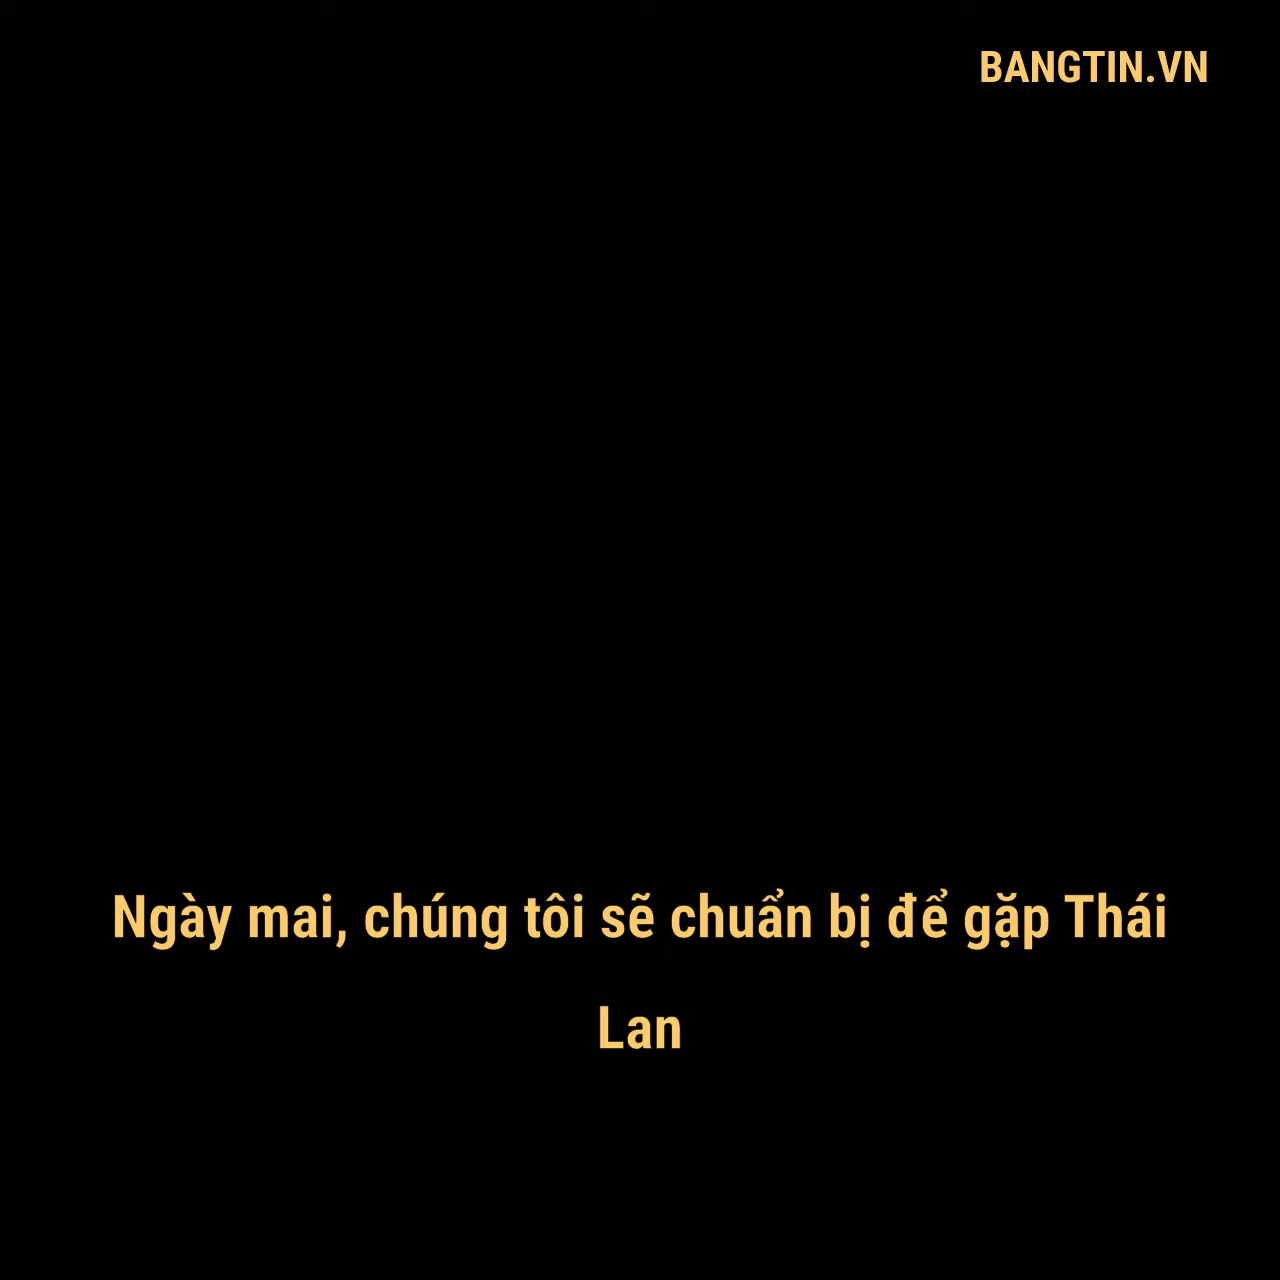 BANGTIN.VN
Ngày mai, chúng tôi sẽ chuẩn bị để gặp Thái
Lan